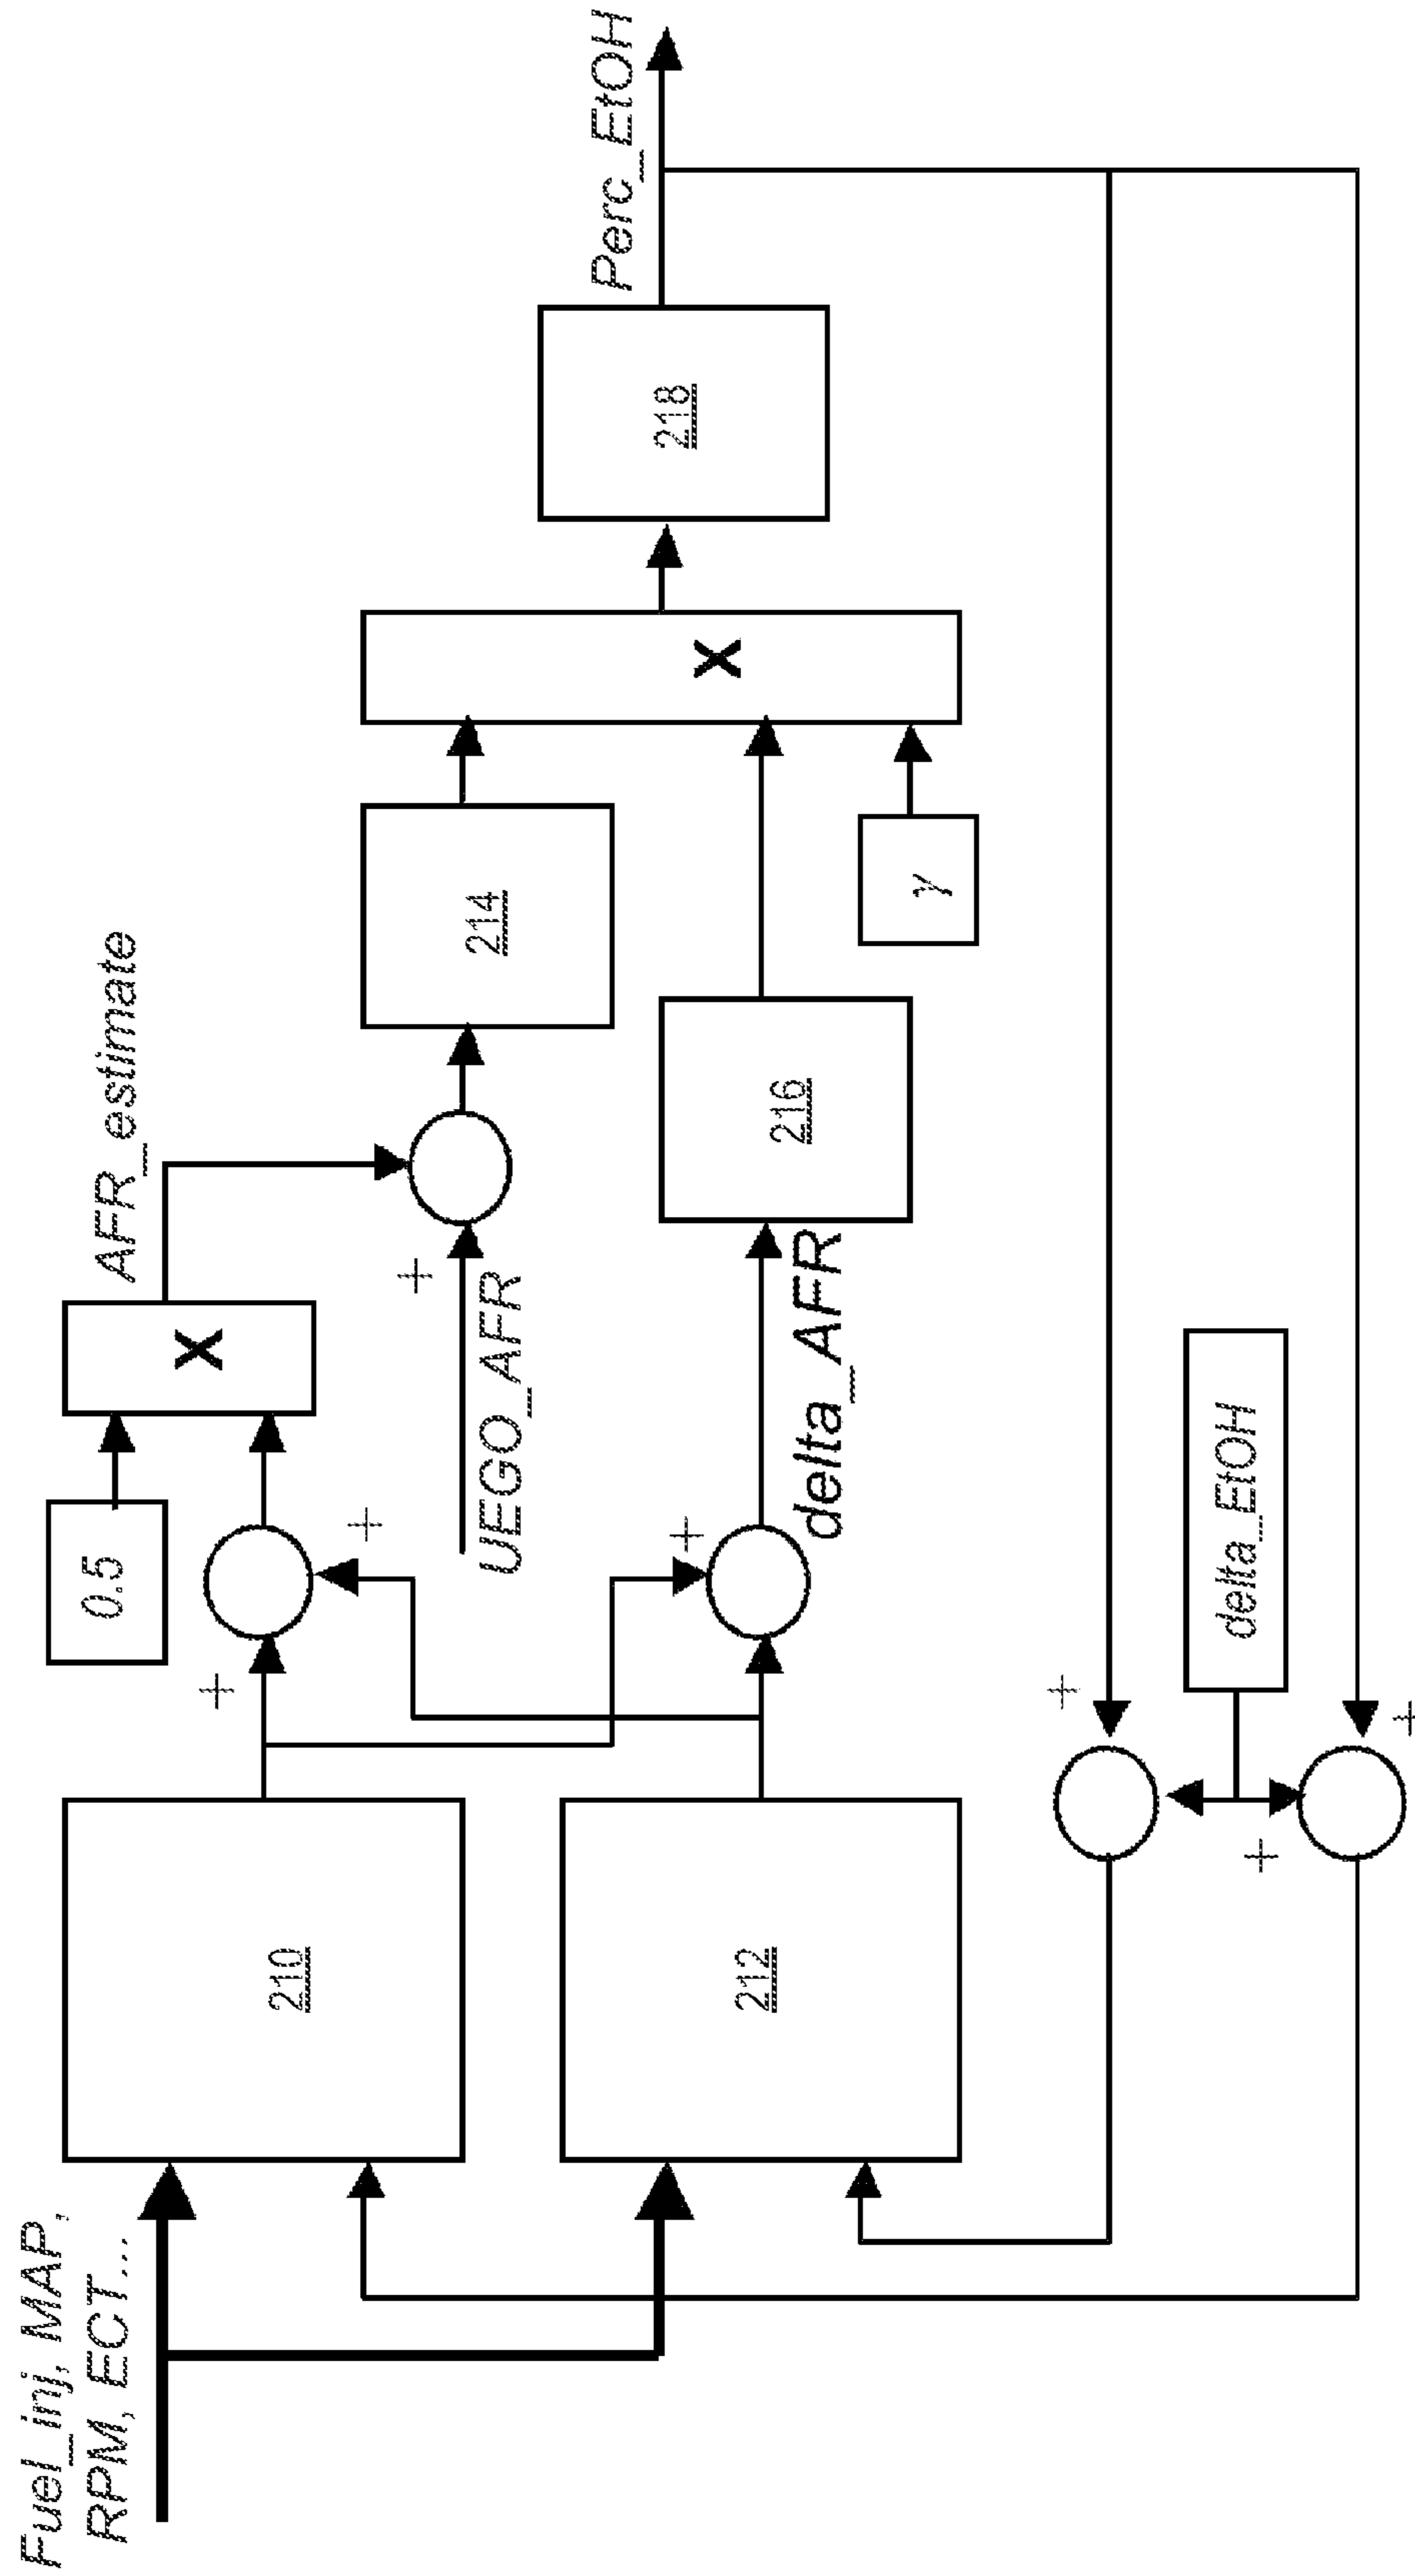 Fuel_inj, MAP,
RPM, ECT...
210
212
0.5
X
AFR_estimate
+
+
+
+
UEGO_AFR
delta_AFR
214
216
γ
X
218
Perc_EtOH
delta_EtOH
+
+
+